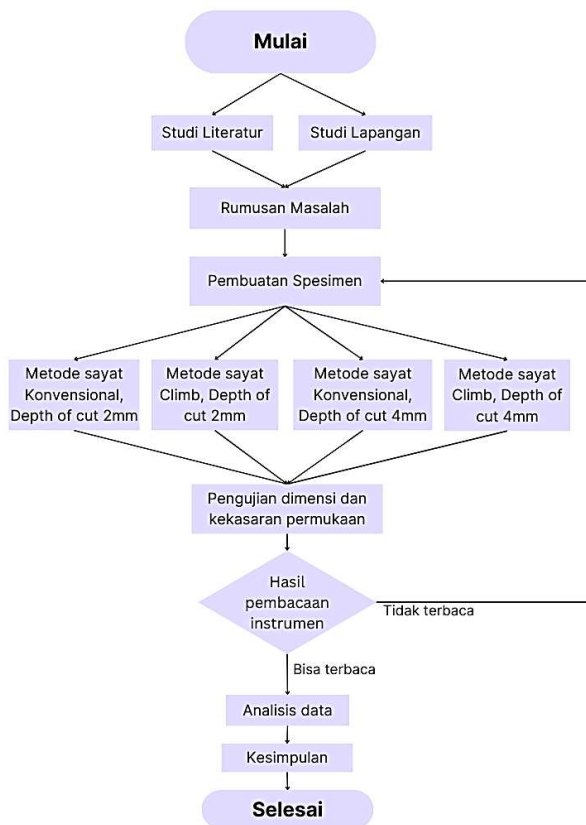 Mulai
Studi Literatur
Studi Lapangan
Rumusan Masalah
Pembuatan Spesimen
Metode sayat
Konvensional,
Depth of cut 2mm
Metode sayat
Climb, Depth of
cut 2mm
Metode sayat
Konvensional,
Depth of cut 4mm
Metode sayat
Climb, Depth of
cut 4mm
Pengujian dimensi dan
kekasaran permukaan
Hasil
pembacaan
instrumen
Tidak terbaca
Bisa terbaca
Analisis data
Kesimpulan
Selesai